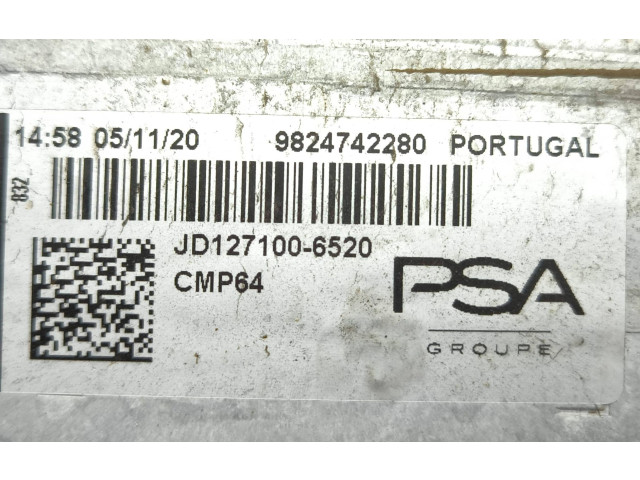 14:58 05/11/20 9824742280 PORTUGAL
832
JD127100-6520
CMP64
PSA
GROUPE